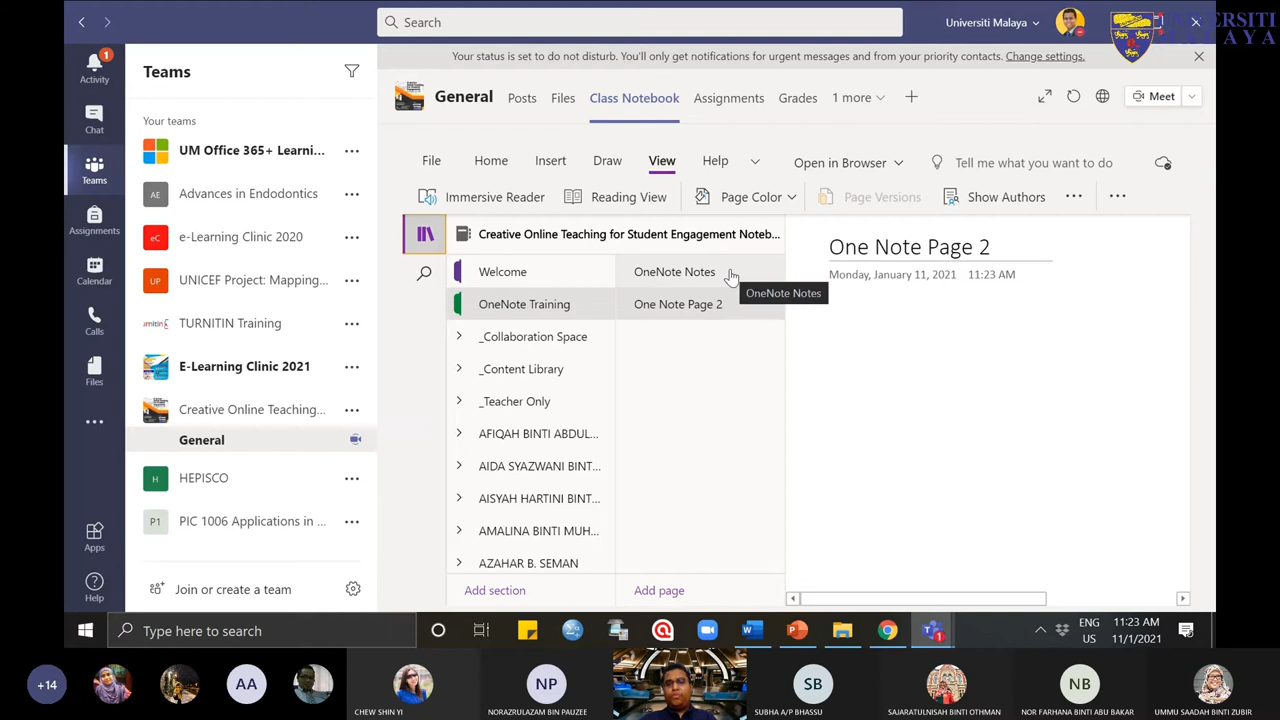 Search
Universiti Malaya
UNIVERSITI
MALAYA
Your status is set to do not disturb. You'll only get notifications for urgent messages and from your priority contacts. Change settings.
1
Activity
Chat
Teams
Assignments
Calendar
Calls
Files
Apps
Help
Teams
Your teams
UM Office 365+ Learni...
AE
Advances in Endodontics
eC
e-Learning Clinic 2020
UP
UNICEF Project: Mapping...
TURNITIN Training
E-Learning Clinic 2021
Creative Online Teaching...
General
H
HEPISCO
P1
PIC 1006 Applications in ...
Join or create a team
General
Posts
Files
Class Notebook
Assignments
Grades
1 more
Meet
File
Home
Insert
Draw
View
Help
Open in Browser
Tell me what you want to do
Immersive Reader
Reading View
Page Color
Page Versions
Show Authors
Creative Online Teaching for Student Engagement Noteb...
Welcome
OneNote Training
_Collaboration Space
_Content Library
_Teacher Only
AFIQAH BINTI ABDUL...
AIDA SYAZWANI BINT...
AISYAH HARTINI BINT...
AMALINA BINTI MUH...
AZAHAR B. SEMAN
Add section
OneNote Notes
One Note Page 2
Add page
OneNote Notes
One Note Page 2
Monday, January 11, 2021 11:23 AM
Type here to search
ENG
US
11:23 AM
11/1/2021
+14
AA
CHEW SHIN YI
NP
NORAZRULAZAM BIN PAUZEE
SB
SUBHA A/P BHASSU
SAJARATULNISAH BINTI OTHMAN
NB
NOR FARHANA BINTI ABU BAKAR
UMMU SAADAH BINTI ZUBIR